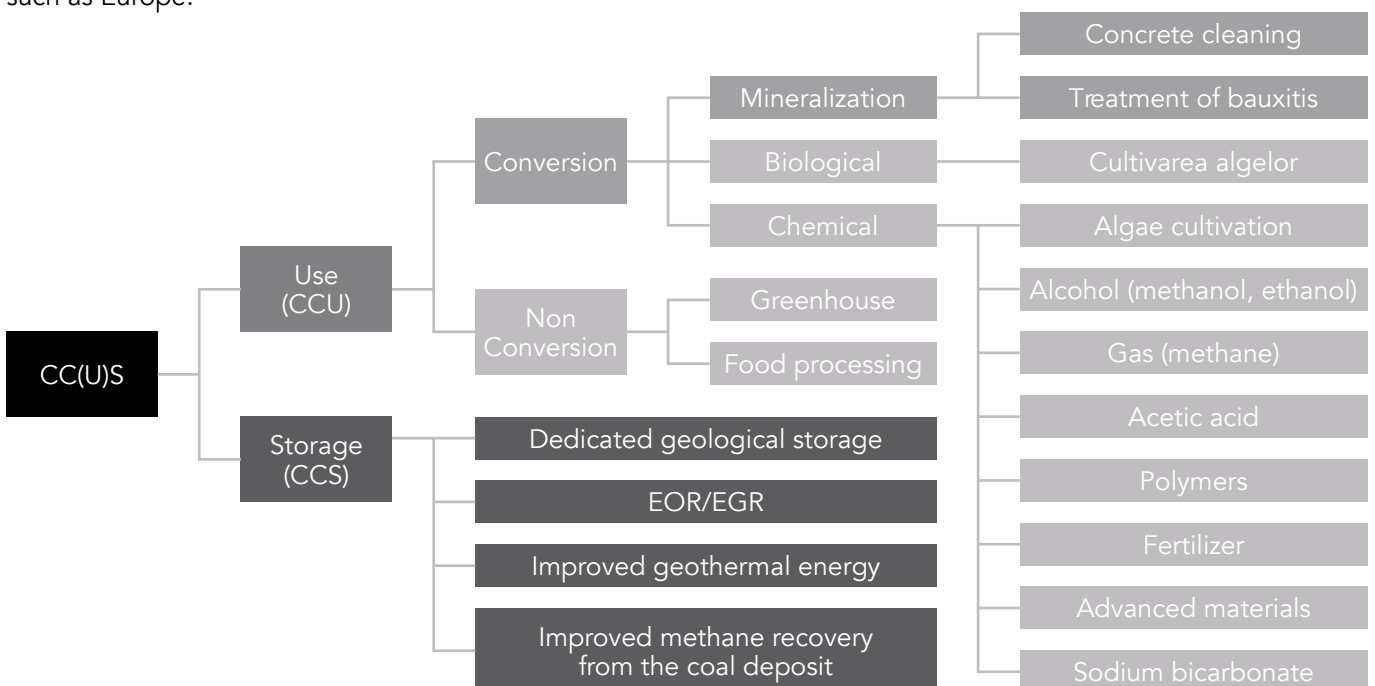 such as Europe.
CC(U)S
Use
(CCU)
Storage
(CCS)
Conversion
Non
Conversion
Mineralization
Biological
Chemical
Greenhouse
Food processing
Dedicated geological storage
EOR/EGR
Improved geothermal energy
Improved methane recovery
from the coal deposit
Concrete cleaning
Treatment of bauxitis
Cultivarea algelor
Algae cultivation
Alcohol (methanol, ethanol)
Gas (methane)
Acetic acid
Polymers
Fertilizer
Advanced materials
Sodium bicarbonate